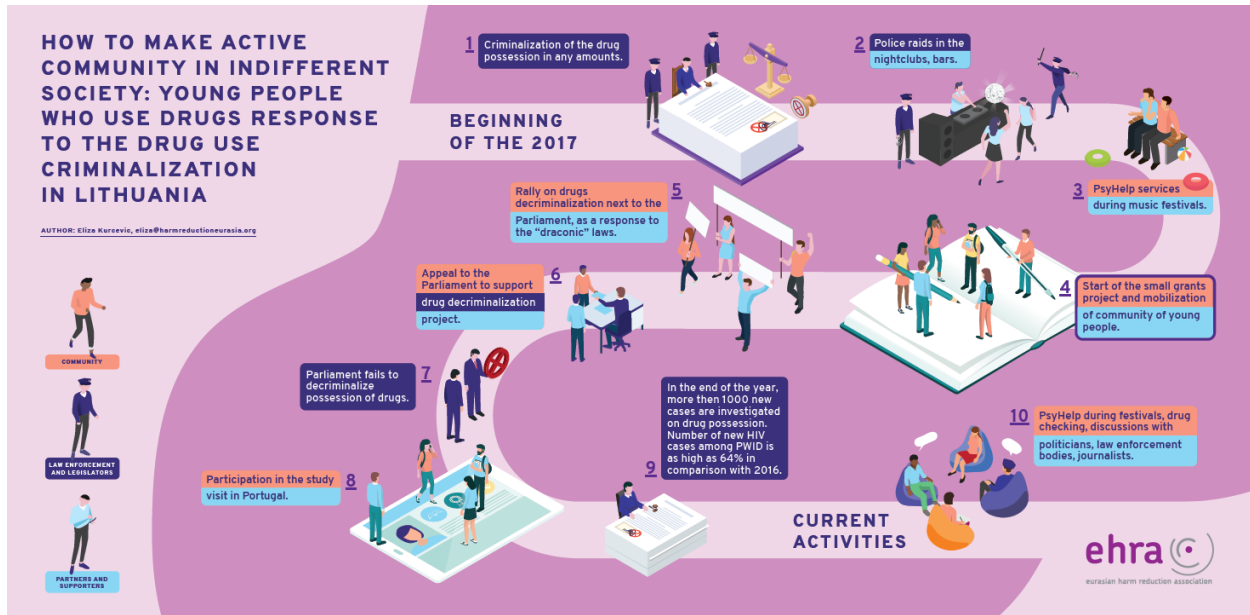 HOW TO MAKE ACTIVE
COMMUNITY IN INDIFFERENT
SOCIETY: YOUNG PEOPLE
WHO USE DRUGS RESPONSE
TO THE DRUG USE
CRIMINALIZATION
IN LITHUANIA
AUTHOR: Eliza Kursevic, eliza@harmreductioneurasia.org
COMMUNITY
LAW ENFORCEMENT
AND LEGISLATORS
PARTNERS AND
SUPPORTERS
BEGINNING
OF THE 2017
1
Criminalization of the drug
possession in any amounts.
2
Police raids in the
nightclubs, bars.
3
PsyHelp services
during music festivals.
4
Start of the small grants
project and mobilization
of community of young
people.
5
Rally on drugs
decriminalization next to the
Parliament, as a response to
the "draconic" laws.
6
Appeal to the
Parliament to support
drug decriminalization
project.
7
Parliament fails to
decriminalize
possession of drugs.
8
Participation in the study
visit in Portugal.
9
In the end of the year,
more then 1000 new
cases are investigated
on drug possession.
Number of new HIV
cases among PWID is
as high as 64% in
comparison with 2016.
10
PsyHelp during festivals, drug
checking, discussions with
politicians, law enforcement
bodies, journalists.
CURRENT
ACTIVITIES
ehra
eurasian harm reduction association